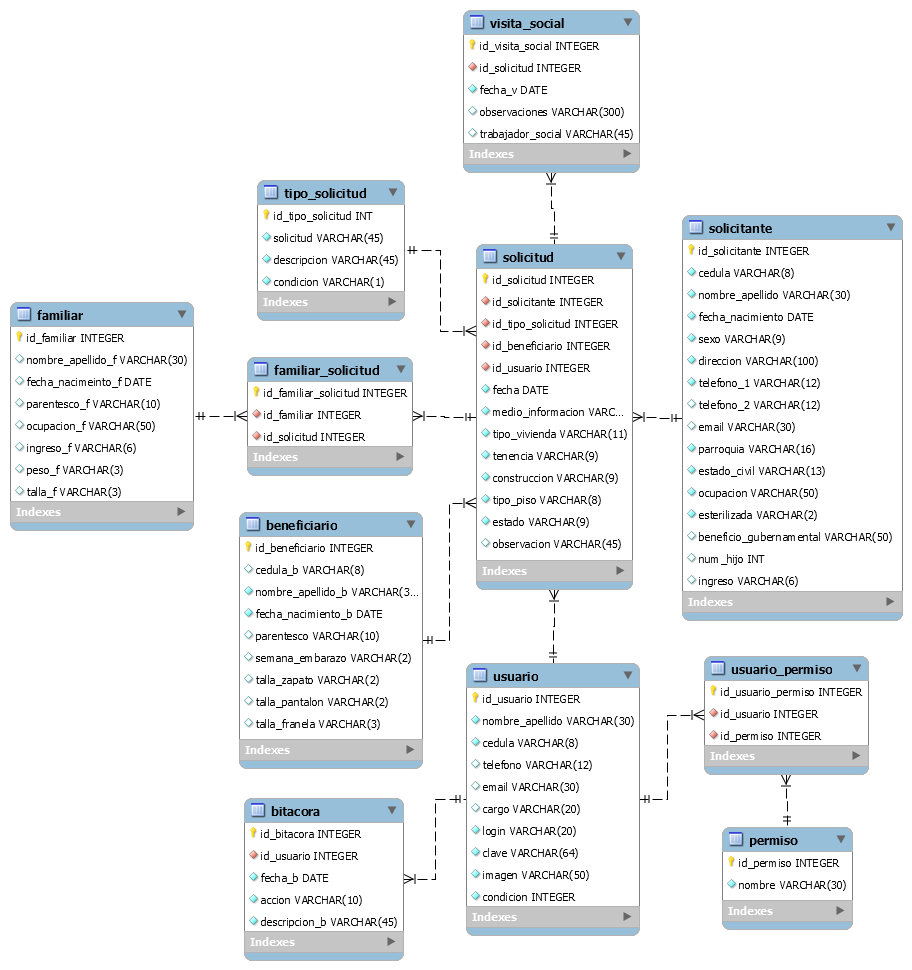 visita_social
id_visita_social INTEGER
id_solicitud INTEGER
fecha_v DATE
observaciones VARCHAR(300)
trabajador_social VARCHAR(45)
Indexes
tipo_solicitud
id_tipo_solicitud INT
solicitud VARCHAR(45)
descripcion VARCHAR(45)
condicion VARCHAR(1)
Indexes
solicitud
id_solicitud INTEGER
id_solicitante INTEGER
id_tipo_solicitud INTEGER
id_beneficiario INTEGER
id_usuario INTEGER
fecha DATE
medio_informacion VARC...
tipo_vivienda VARCHAR(11)
tenencia VARCHAR(9)
construccion VARCHAR(9)
tipo_piso VARCHAR(8)
estado VARCHAR(9)
observacion VARCHAR(45)
Indexes
solicitante
id_solicitante INTEGER
cedula VARCHAR(8)
nombre_apellido VARCHAR(30)
fecha_nacimiento DATE
sexo VARCHAR(9)
direccion VARCHAR(100)
telefono_1 VARCHAR(12)
telefono_2 VARCHAR(12)
email VARCHAR(30)
parroquia VARCHAR(16)
estado_civil VARCHAR(13)
ocupacion VARCHAR(50)
esterilizada VARCHAR(2)
beneficio_gubernamental VARCHAR(50)
num_hijo INT
ingreso VARCHAR(6)
Indexes
familiar
id_familiar INTEGER
nombre_apellido_f VARCHAR(30)
fecha_nacimeinto_f DATE
parentesco_f VARCHAR(10)
ocupacion_f VARCHAR(50)
ingreso_f VARCHAR(6)
peso_f VARCHAR(3)
talla_f VARCHAR(3)
Indexes
familiar_solicitud
id_familiar_solicitud INTEGER
id_familiar INTEGER
id_solicitud INTEGER
Indexes
beneficiario
id_beneficiario INTEGER
cedula_b VARCHAR(8)
nombre_apellido_b VARCHAR(3...
fecha_nacimiento_b DATE
parentesco VARCHAR(10)
semana_embarazo VARCHAR(2)
talla_zapato VARCHAR(2)
talla_pantalon VARCHAR(2)
talla_franela VARCHAR(3)
Indexes
usuario
id_usuario INTEGER
nombre_apellido VARCHAR(30)
cedula VARCHAR(8)
telefono VARCHAR(12)
email VARCHAR(30)
cargo VARCHAR(20)
login VARCHAR(20)
clave VARCHAR(64)
imagen VARCHAR(50)
condicion INTEGER
Indexes
usuario_permiso
id_usuario_permiso INTEGER
id_usuario INTEGER
id_permiso INTEGER
Indexes
bitacora
id_bitacora INTEGER
id_usuario INTEGER
fecha_b DATE
accion VARCHAR(10)
descripcion_b VARCHAR(45)
Indexes
permiso
id_permiso INTEGER
nombre VARCHAR(30)
Indexes